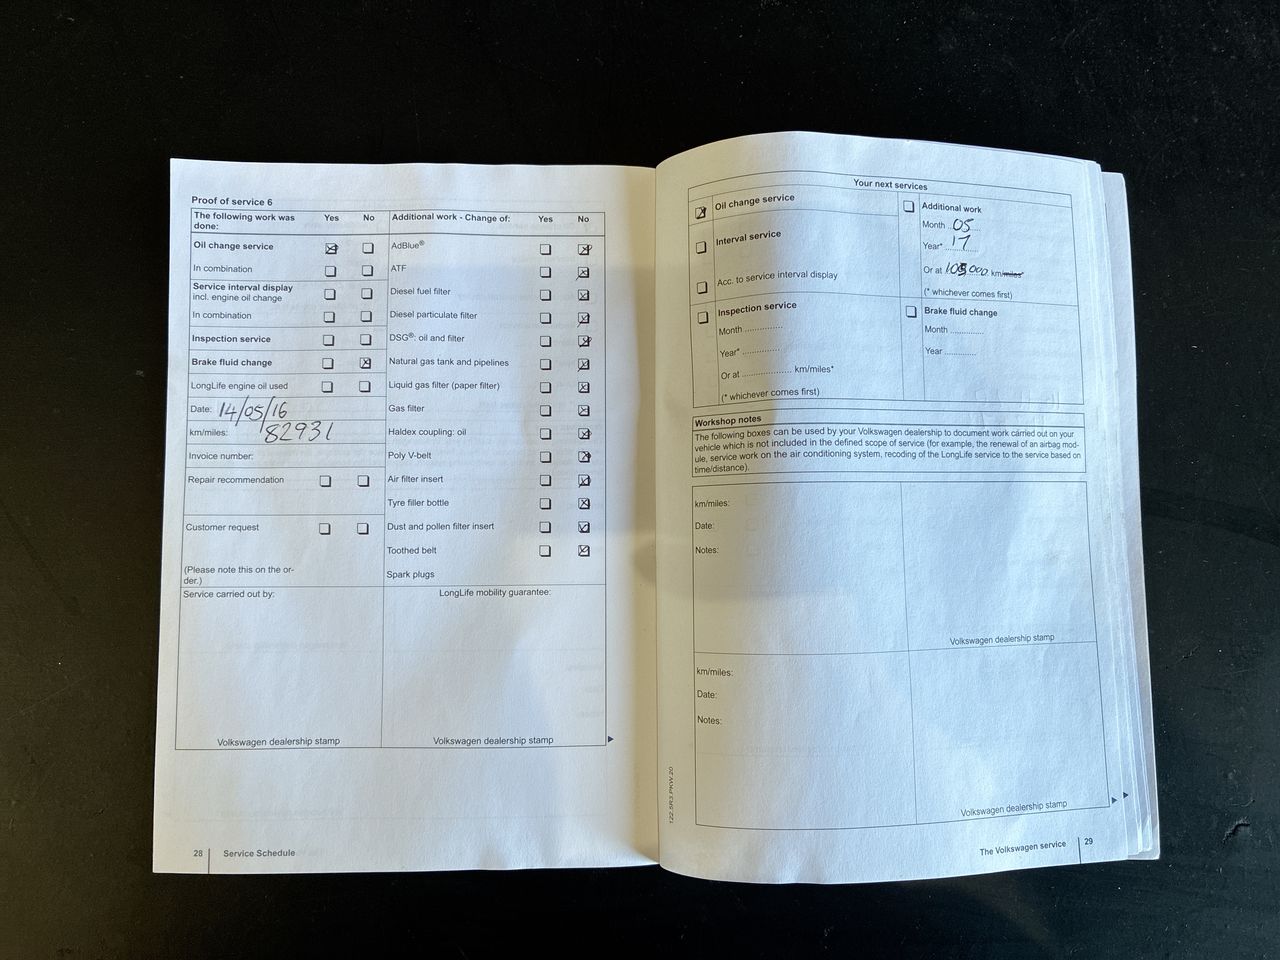 Proof of service 6
The following work was done: Yes No
Oil change service
In combination
Service interval display
incl. engine oil change
In combination
Inspection service
Brake fluid change
LongLife engine oil used
Date: 14/05/16
km/miles: 82931
Invoice number:
Repair recommendation
Customer request
(Please note this on the or-
der.)
Additional work - Change of: Yes No
AdBlue®
ATF
Diesel fuel filter
Diesel particulate filter
DSG®: oil and filter
Natural gas tank and pipelines
Liquid gas filter (paper filter)
Gas filter
Haldex coupling: oil
Poly V-belt
Air filter insert
Tyre filler bottle
Dust and pollen filter insert
Toothed belt
Spark plugs
Service carried out by:
Volkswagen dealership stamp
LongLife mobility guarantee:
Volkswagen dealership stamp
28 Service Schedule
Your next services
Oil change service
Interval service
Acc. to service interval display
Additional work
Month 05
Year* 17
Or at 105000 km/miles*
(* whichever comes first)
Inspection service
Month ..............
Year* ..............
Or at .................... km/miles*
(* whichever comes first)
Brake fluid change
Month .............
Year ............
Workshop notes
The following boxes can be used by your Volkswagen dealership to document work carried out on your
vehicle which is not included in the defined scope of service (for example, the renewal of an airbag mod-
ule, service work on the air conditioning system, recoding of the LongLife service to the service based on
time/distance).
km/miles:
Date:
Notes:
Volkswagen dealership stamp
km/miles:
Date:
Notes:
Volkswagen dealership stamp
122.5R3.PKW.20
The Volkswagen service 29